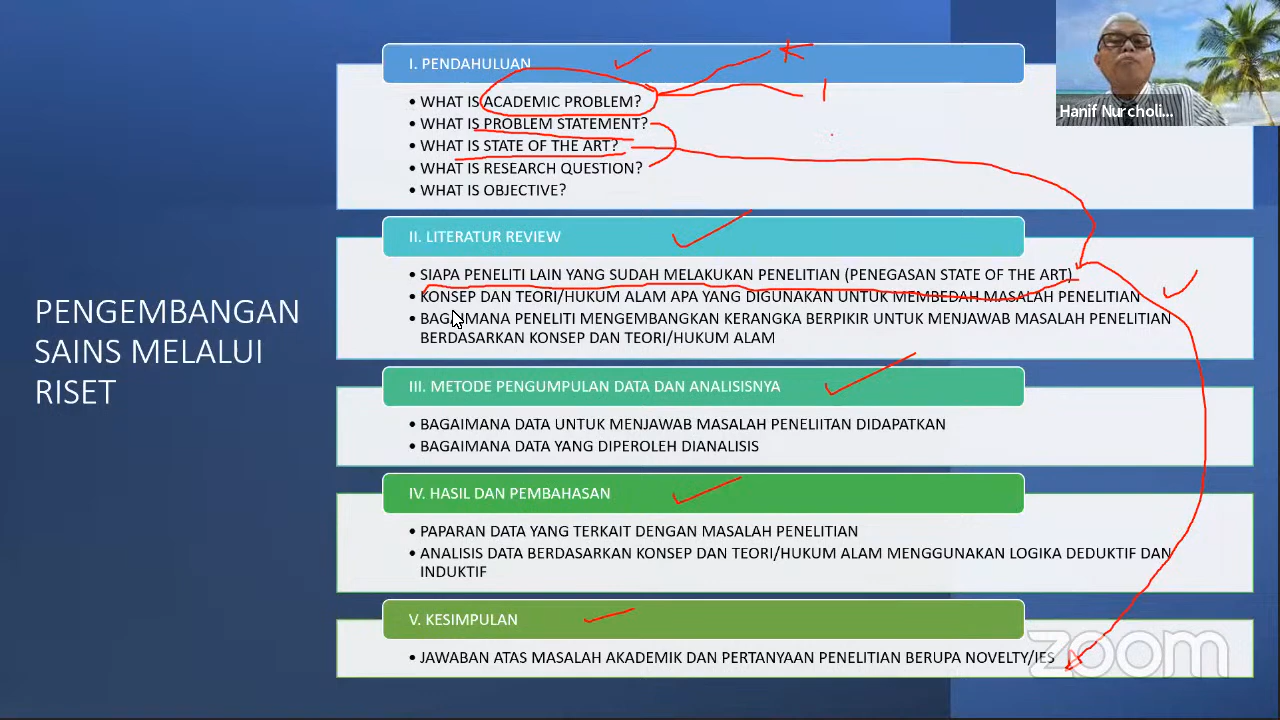 PENGEMBANGAN
SAINS MELALUI
RISET
I. PENDAHULUAN
• WHAT IS ACADEMIC PROBLEM?
• WHAT IS PROBLEM STATEMENT?
• WHAT IS STATE OF THE ART?
• WHAT IS RESEARCH QUESTION?
• WHAT IS OBJECTIVE?
II. LITERATUR REVIEW
• SIAPA PENELITI LAIN YANG SUDAH MELAKUKAN PENELITIAN (PENEGASAN STATE OF THE ART)
• KONSEP DAN TEORI/HUKUM ALAM APA YANG DIGUNAKAN UNTUK MEMBEDAH MASALAH PENELITIAN
• BAGAIMANA PENELITI MENGEMBANGKAN KERANGKA BERPIKIR UNTUK MENJAWAB MASALAH PENELITIAN
BERDASARKAN KONSEP DAN TEORI/HUKUM ALAM
III. METODE PENGUMPULAN DATA DAN ANALISISNYA
• BAGAIMANA DATA UNTUK MENJAWAB MASALAH PENELIITAN DIDAPATKAN
• BAGAIMANA DATA YANG DIPEROLEH DIANALISIS
IV. HASIL DAN PEMBAHASAN
• PAPARAN DATA YANG TERKAIT DENGAN MASALAH PENELITIAN
• ANALISIS DATA BERDASARKAN KONSEP DAN TEORI/HUKUM ALAM MENGGUNAKAN LOGIKA DEDUKTIF DAN
INDUKTIF
V. KESIMPULAN
• JAWABAN ATAS MASALAH AKADEMIK DAN PERTANYAAN PENELITIAN BERUPA NOVELTY/IES
Hanif Nurcholi...
zoom